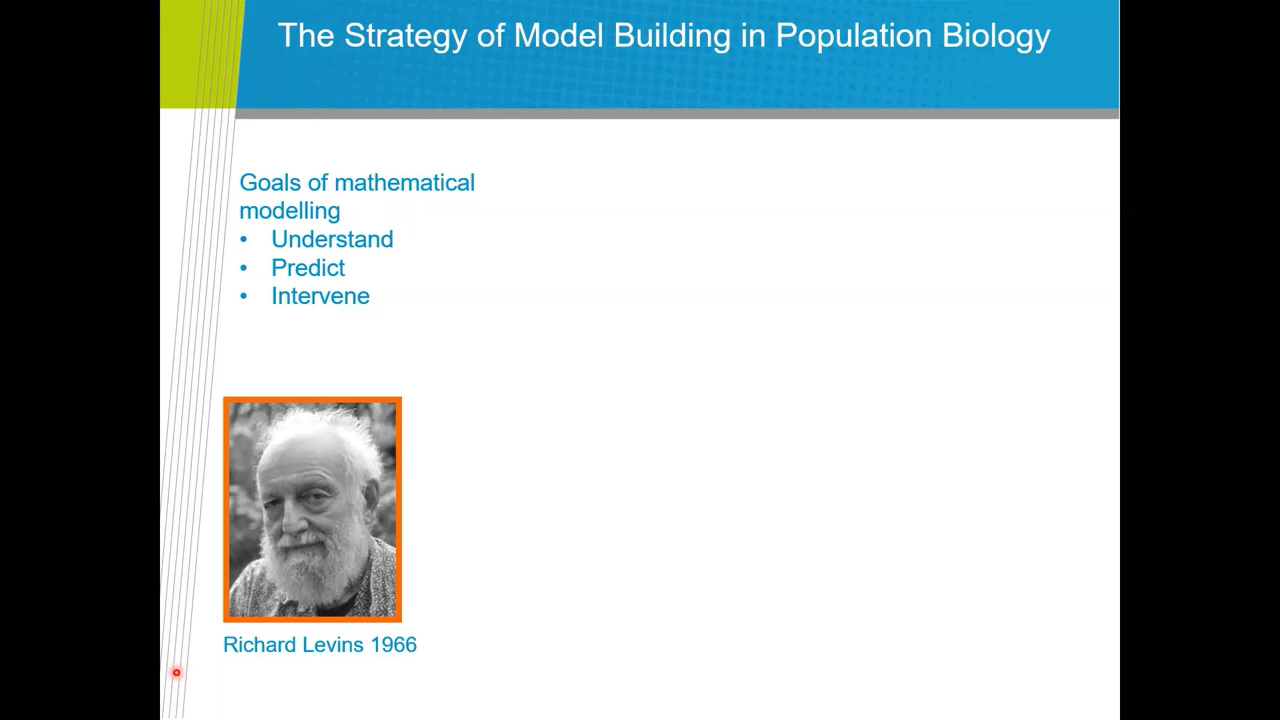 The Strategy of Model Building in Population Biology
Goals of mathematical
modelling
• Understand
• Predict
• Intervene
Richard Levins 1966